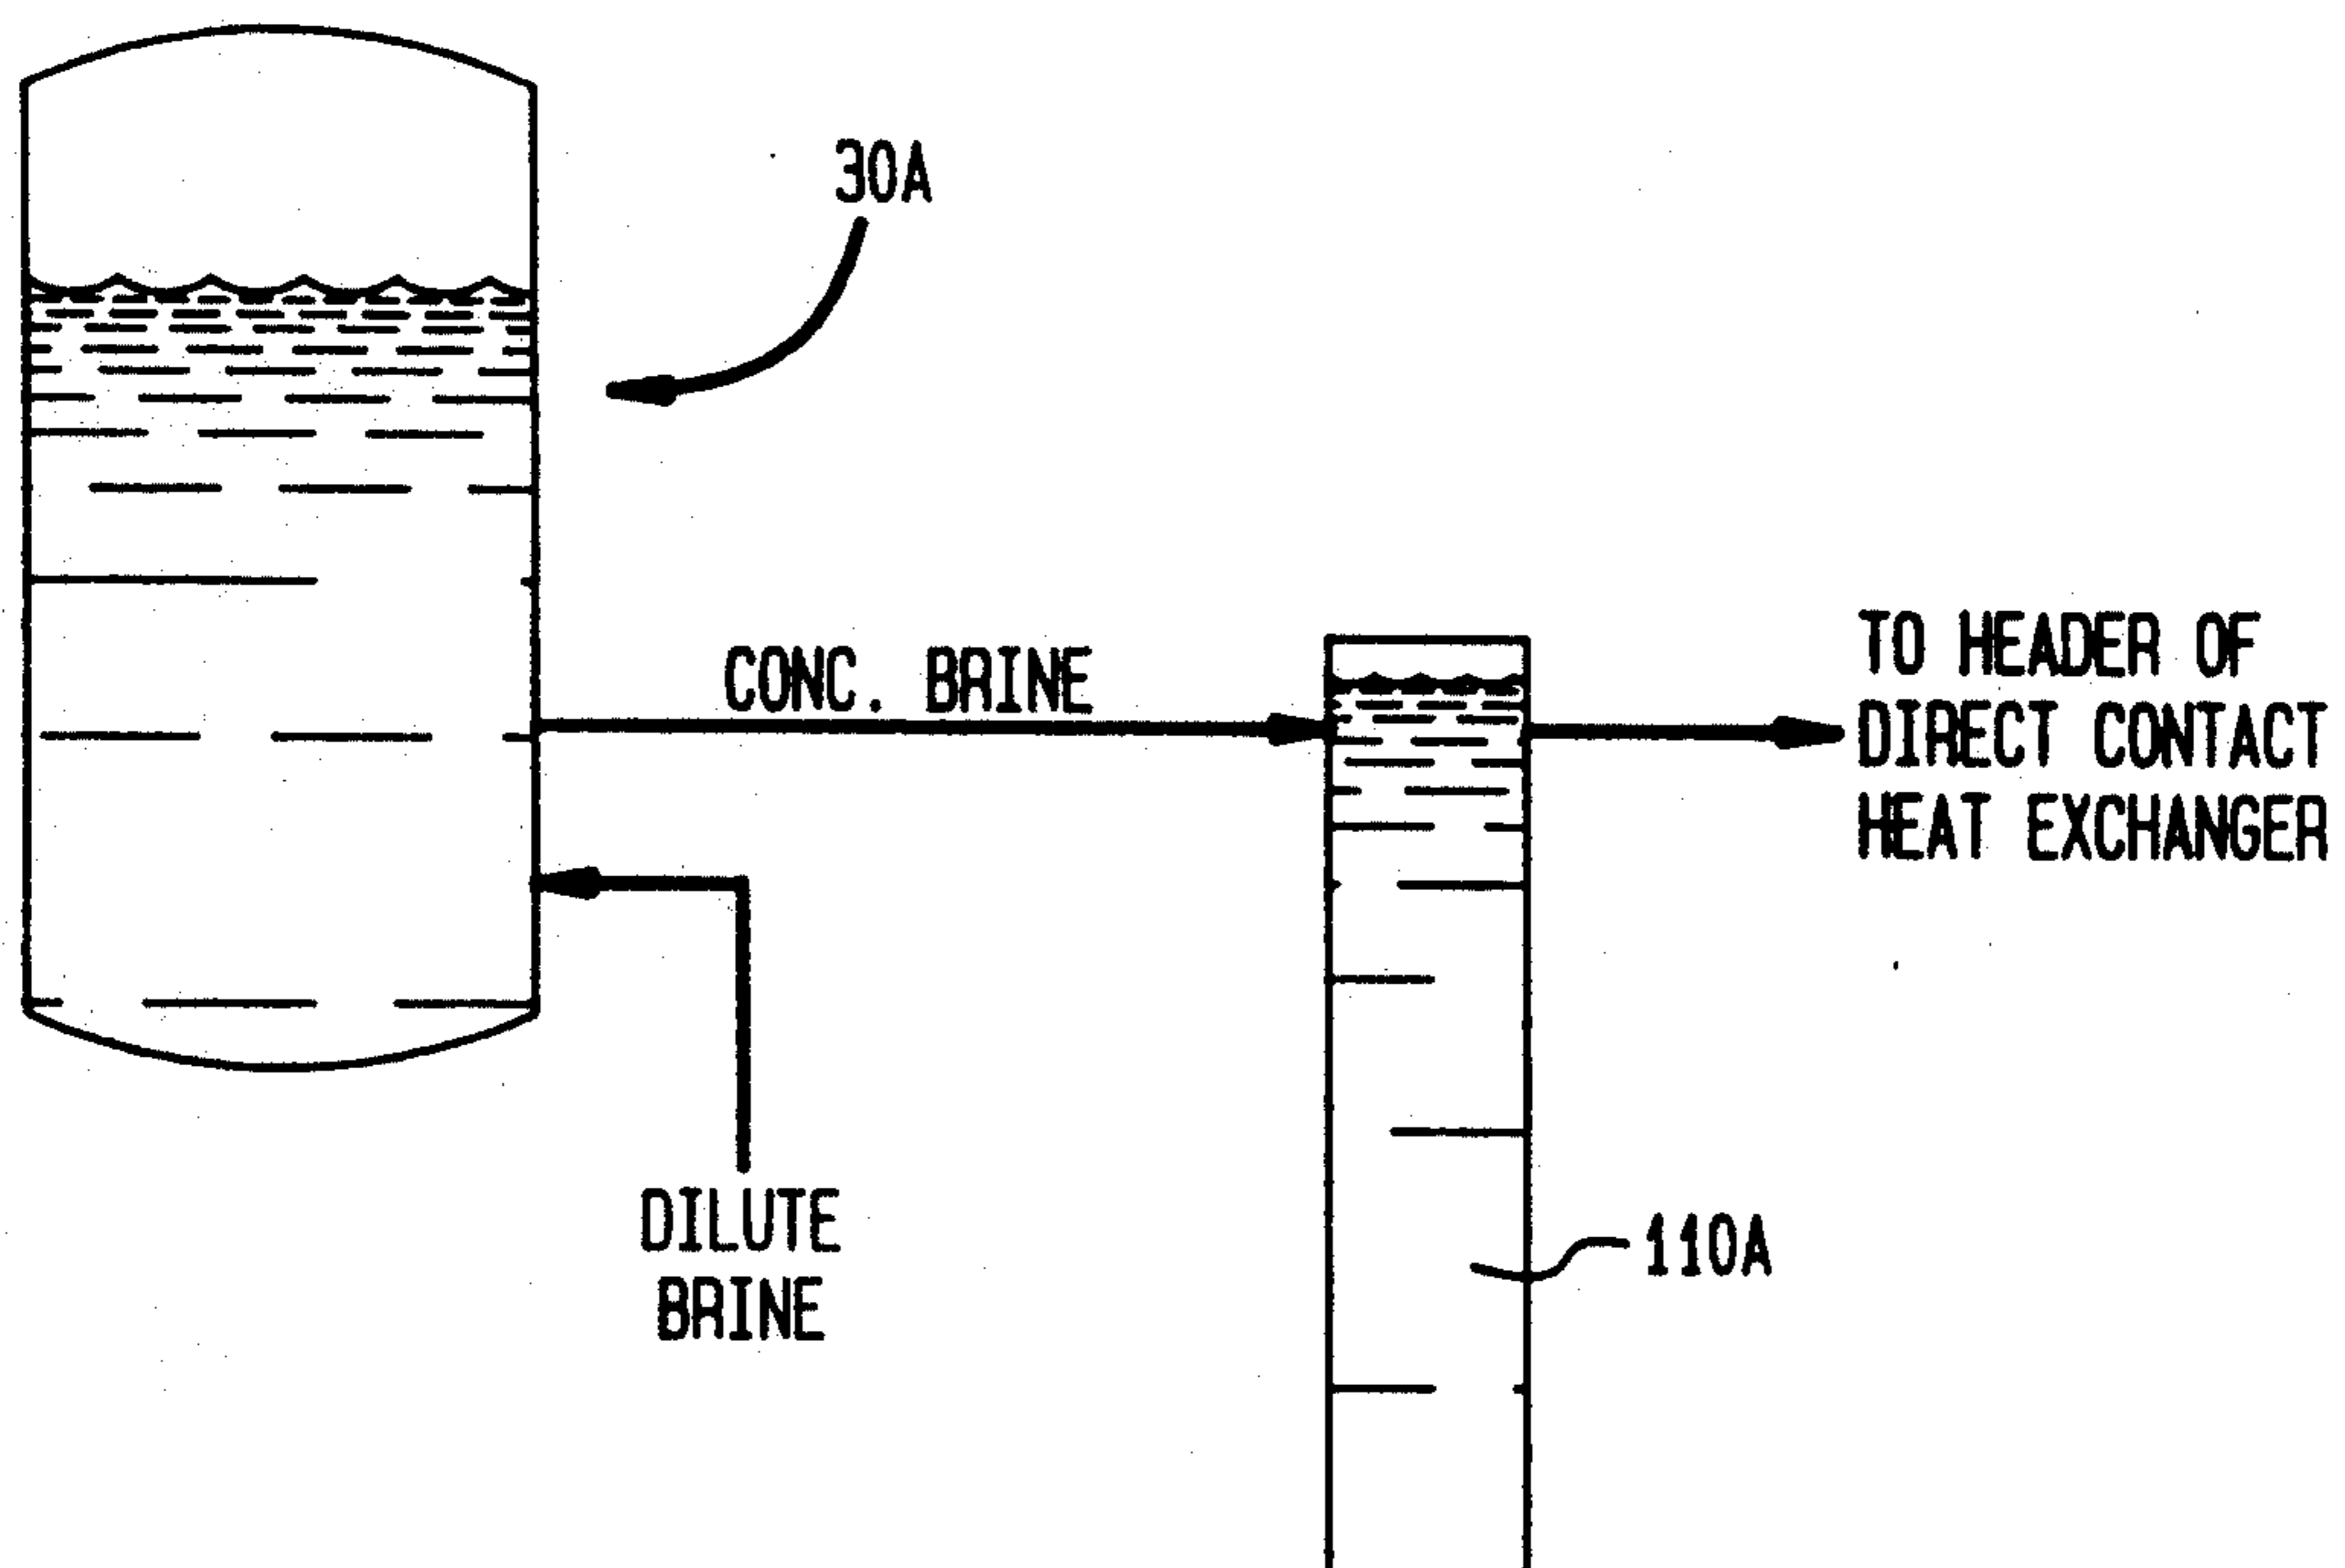 30A
CONC. BRINE
TO HEADER OF
DIRECT CONTACT
HEAT EXCHANGER
DILUTE
BRINE
110A